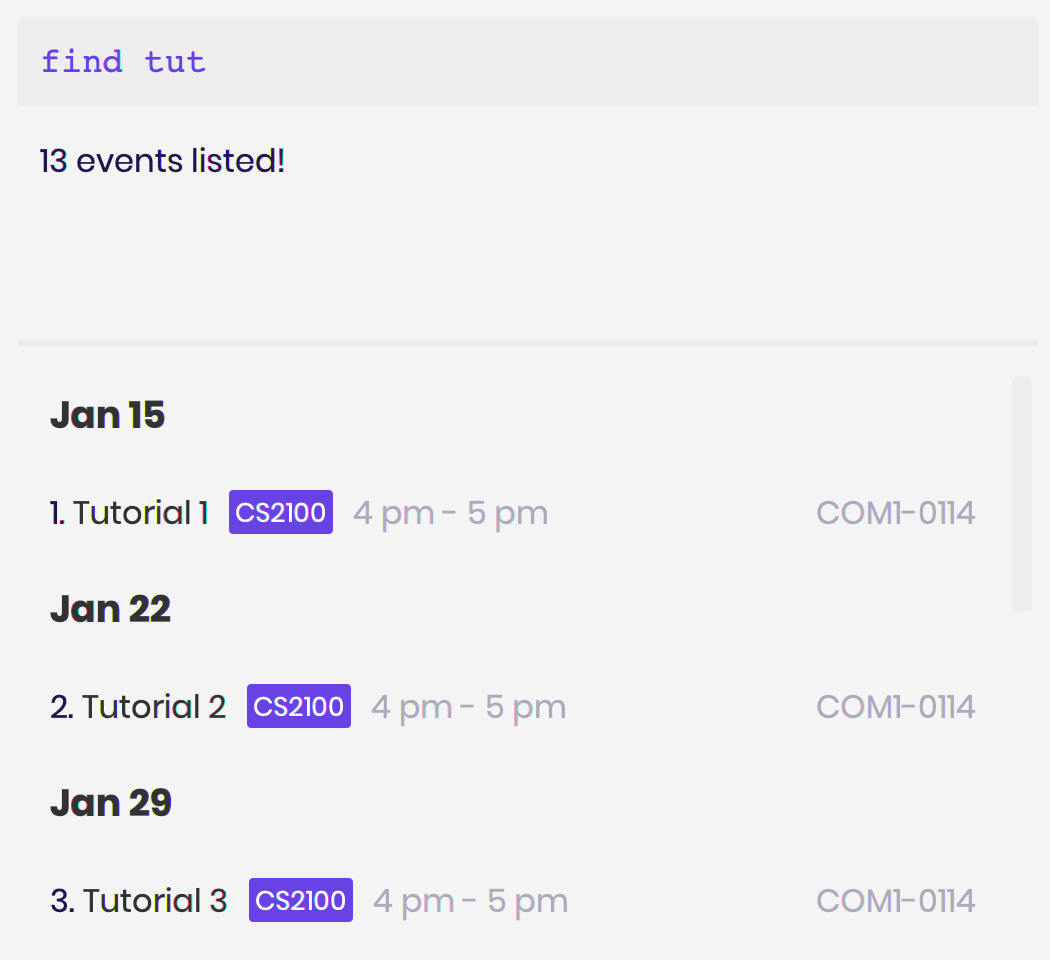 find tut
13 events listed!
Jan 15
1. Tutorial 1 CS2100 4 pm - 5 pm COM1-0114
Jan 22
2. Tutorial 2 CS2100 4 pm - 5 pm COM1-0114
Jan 29
3. Tutorial 3 CS2100 4 pm - 5 pm COM1-0114